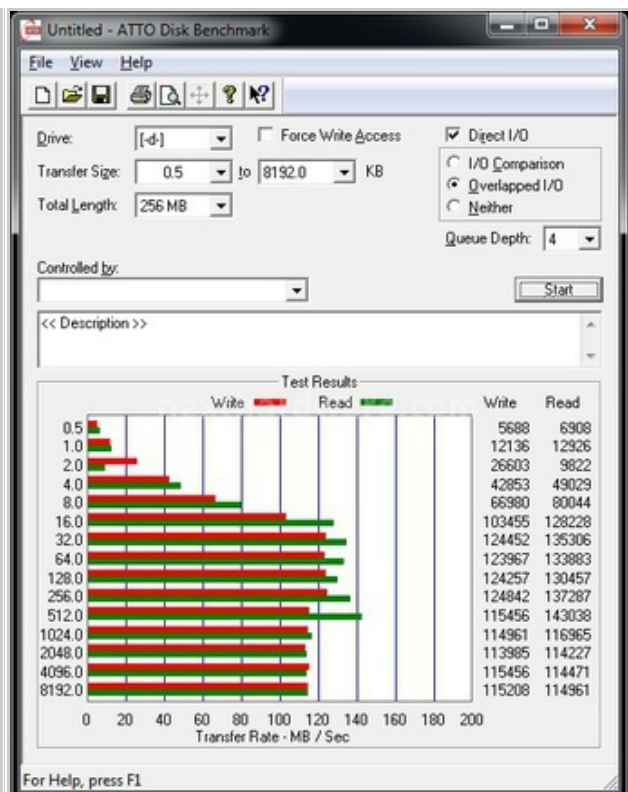 Untitled - ATTO Disk Benchmark
File View Help
Drive: [-d-] Force Write Access Direct I/O
Transfer Size: 0.5 to 8192.0 KB I/O Comparison
Overlapped I/O
Total Length: 256 MB Neither
Queue Depth: 4
Controlled by:
Start
<< Description >>
Test Results
Write Read Write Read
0.5 5688 6908
1.0 12136 12926
2.0 26603 9822
4.0 42853 49029
8.0 66980 80044
16.0 103455 128228
32.0 124452 135306
64.0 123967 133883
128.0 124257 130457
256.0 124842 137287
512.0 115456 143038
1024.0 114961 116965
2048.0 113985 114227
4096.0 115456 114471
8192.0 115208 114961
0 20 40 60 80 100 120 140 160 180 200
Transfer Rate - MB / Sec
For Help, press F1